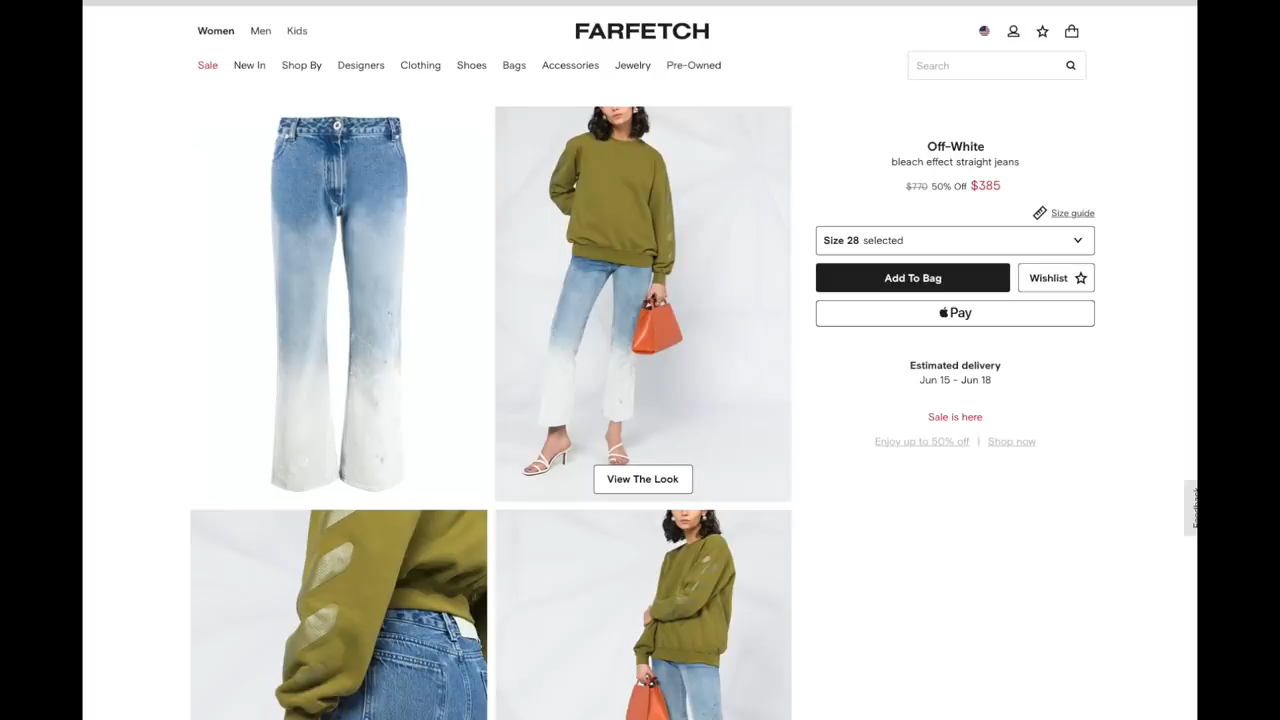 Women Men Kids
FARFETCH
Sale New In Shop By Designers Clothing Shoes Bags Accessories Jewelry Pre-Owned
Search
Off-White
bleach effect straight jeans
$770 50% Off $385
Size guide
Size 28 selected
Add To Bag
Wishlist
Pay
Estimated delivery
Jun 15 - Jun 18
Sale is here
Enjoy up to 50% off | Shop now
View The Look
Feedback